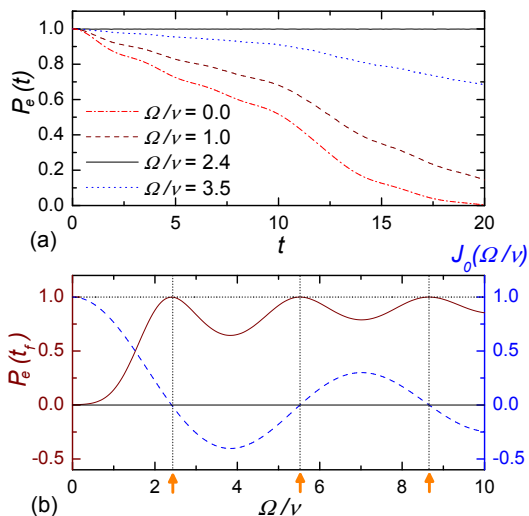 1.0
0.8
0.6
0.4
0.2
0.0
P_e(t)
Ω/ν = 0.0
Ω/ν = 1.0
Ω/ν = 2.4
Ω/ν = 3.5
0 5 10 15 20
(a) t
J_0(Ω/ν)
1.0 1.0
0.5 0.5
0.0 0.0
-0.5 -0.5
P_e(t_f)
0 2 4 6 8 10
(b) Ω/ν